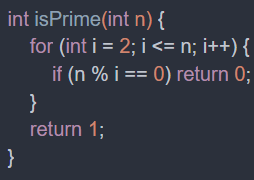 int isPrime(int n) {
    for (int i = 2; i <= n; i++) {
        if (n % i == 0) return 0;
    }
    return 1;
}